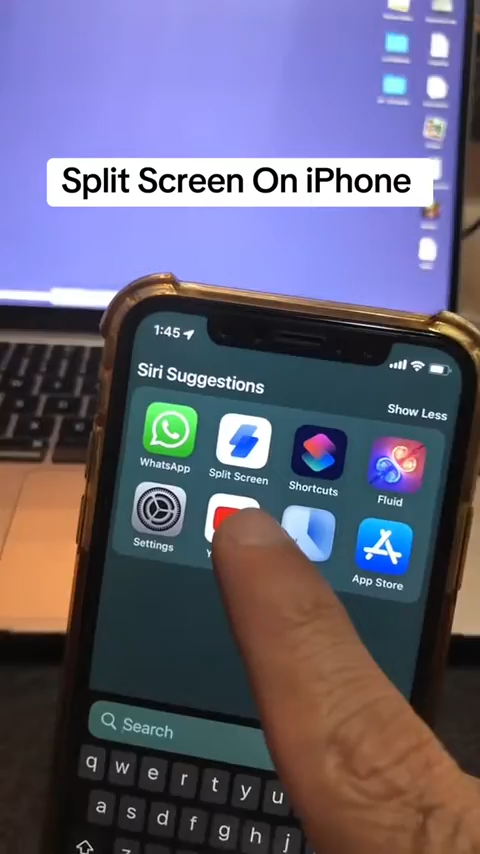 Split Screen On iPhone
1:45
Siri Suggestions
Show Less
WhatsApp
Split Screen
Shortcuts
Fluid
Settings
App Store
Search
q w e r t y u
a s d f g h j